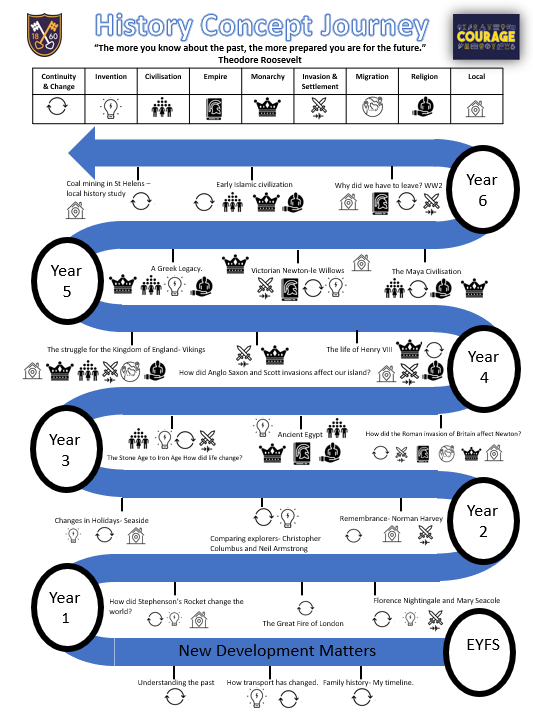 History Concept Journey
18 60
COURAGE
“The more you know about the past, the more prepared you are for the future.”
Theodore Roosevelt
Continuity & Change
Invention
Civilisation
Empire
Monarchy
Invasion & Settlement
Migration
Religion
Local
Coal mining in St Helens –
local history study
Early Islamic civilization
Why did we have to leave? WW2
Year
6
Year
5
A Greek Legacy.
Victorian Newton-le Willows
The Maya Civilisation
The struggle for the Kingdom of England- Vikings
The life of Henry VIII
How did Anglo Saxon and Scott invasions affect our island?
Year
4
Year
3
The Stone Age to Iron Age How did life change?
Ancient Egypt
How did the Roman invasion of Britain affect Newton?
Changes in Holidays- Seaside
Comparing explorers- Christopher
Columbus and Neil Armstrong
Remembrance- Norman Harvey
Year
2
Year
1
How did Stephenson's Rocket change the
world?
The Great Fire of London
Florence Nightingale and Mary Seacole
New Development Matters
EYFS
Understanding the past
How transport has changed.
Family history- My timeline.